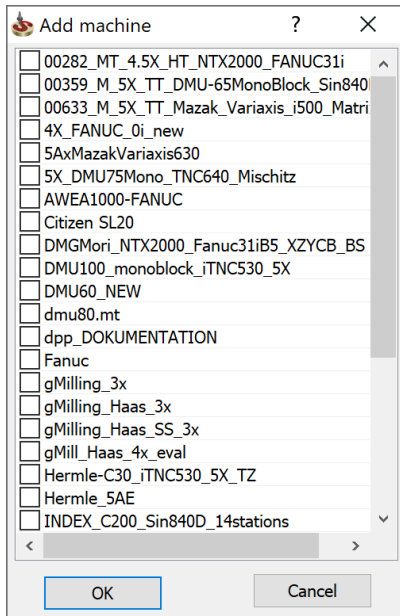 Add machine
?
00282_MT_4.5X_HT_NTX2000_FANUC31i
00359_M_5X_TT_DMU-65MonoBlock_Sin840
00633_M_5X_TT_Mazak_Variaxis_i500_Matri
4X_FANUC_0i_new
5AxMazakVariaxis630
5X_DMU75Mono_TNC640_Mischitz
AWEA1000-FANUC
Citizen SL20
DMGMori_NTX2000_Fanuc31iB5_XZYCB_BS
DMU100_monoblock_iTNC530_5X
DMU60_NEW
dmu80.mt
dpp_DOKUMENTATION
Fanuc
gMilling_3x
gMilling_Haas_3x
gMilling_Haas_SS_3x
gMill_Haas_4x_eval
Hermle-C30_iTNC530_5X_TZ
Hermle_5AE
INDEX_C200_Sin840D_14stations
OK
Cancel